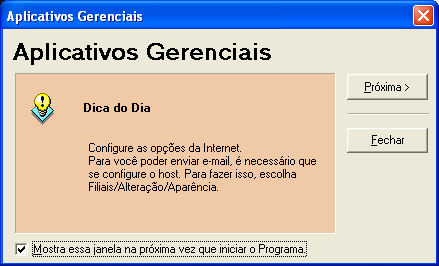 Aplicativos Gerenciais
Aplicativos Gerenciais
Próxima >
Dica do Dia
Fechar
Configure as opções da Internet.
Para você poder enviar e-mail, é necessário que
se configure o host. Para fazer isso, escolha
Filiais/Alteração/Aparência.
Mostra essa janela na próxima vez que iniciar o Programa.